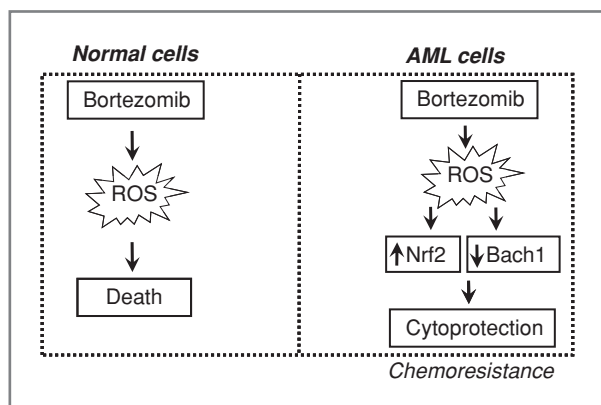 Normal cells
Bortezomib
ROS
Death
AML cells
Bortezomib
ROS
Nrf2
Bach1
Cytoprotection
Chemoresistance